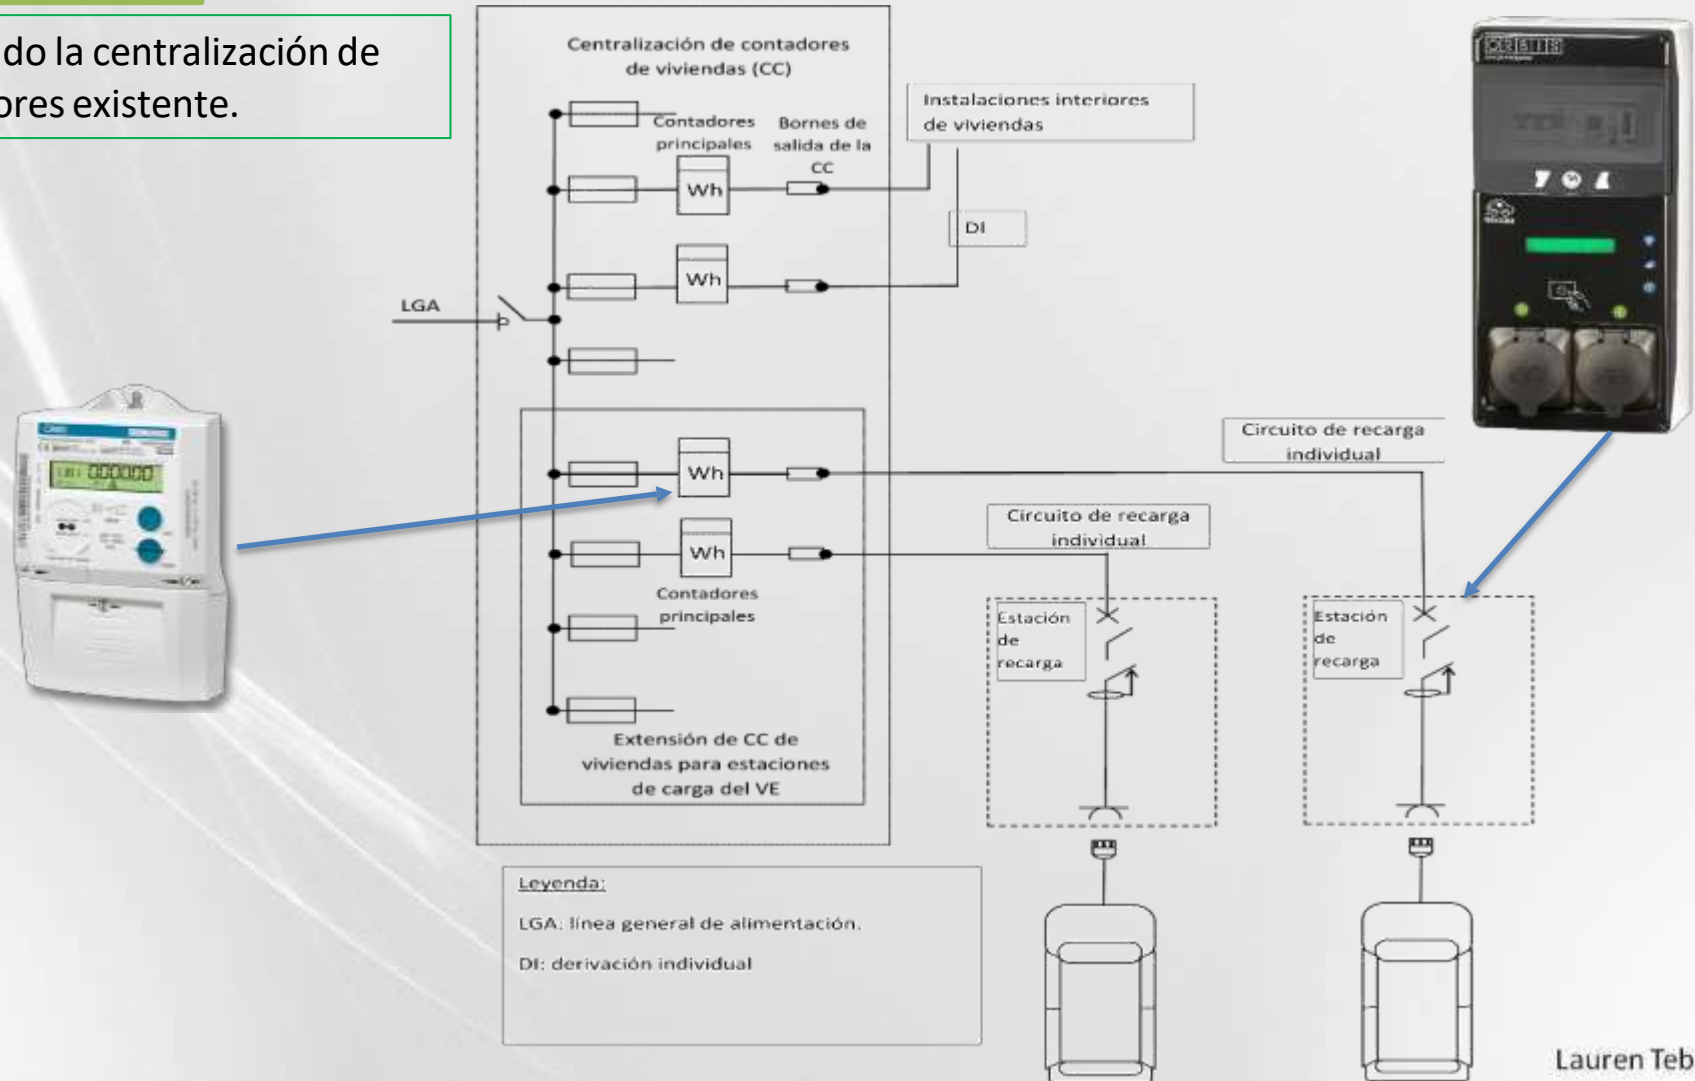 do la centralización de
ores existente.
Centralización de contadores
de viviendas (CC)
Contadores
principales
Bornes de
salida de la
CC
Instalaciones interiores
de viviendas
Wh
DI
Wh
LGA
Circuito de recarga
individual
Wh
Circuito de recarga
individual
Wh
Contadores
principales
Estación
de
recarga
Estación
de
recarga
Extensión de CC de
viviendas para estaciones
de carga del VE
Leyenda:
LGA: línea general de alimentación.
DI: derivación individual
ORBIS
Lauren Teb